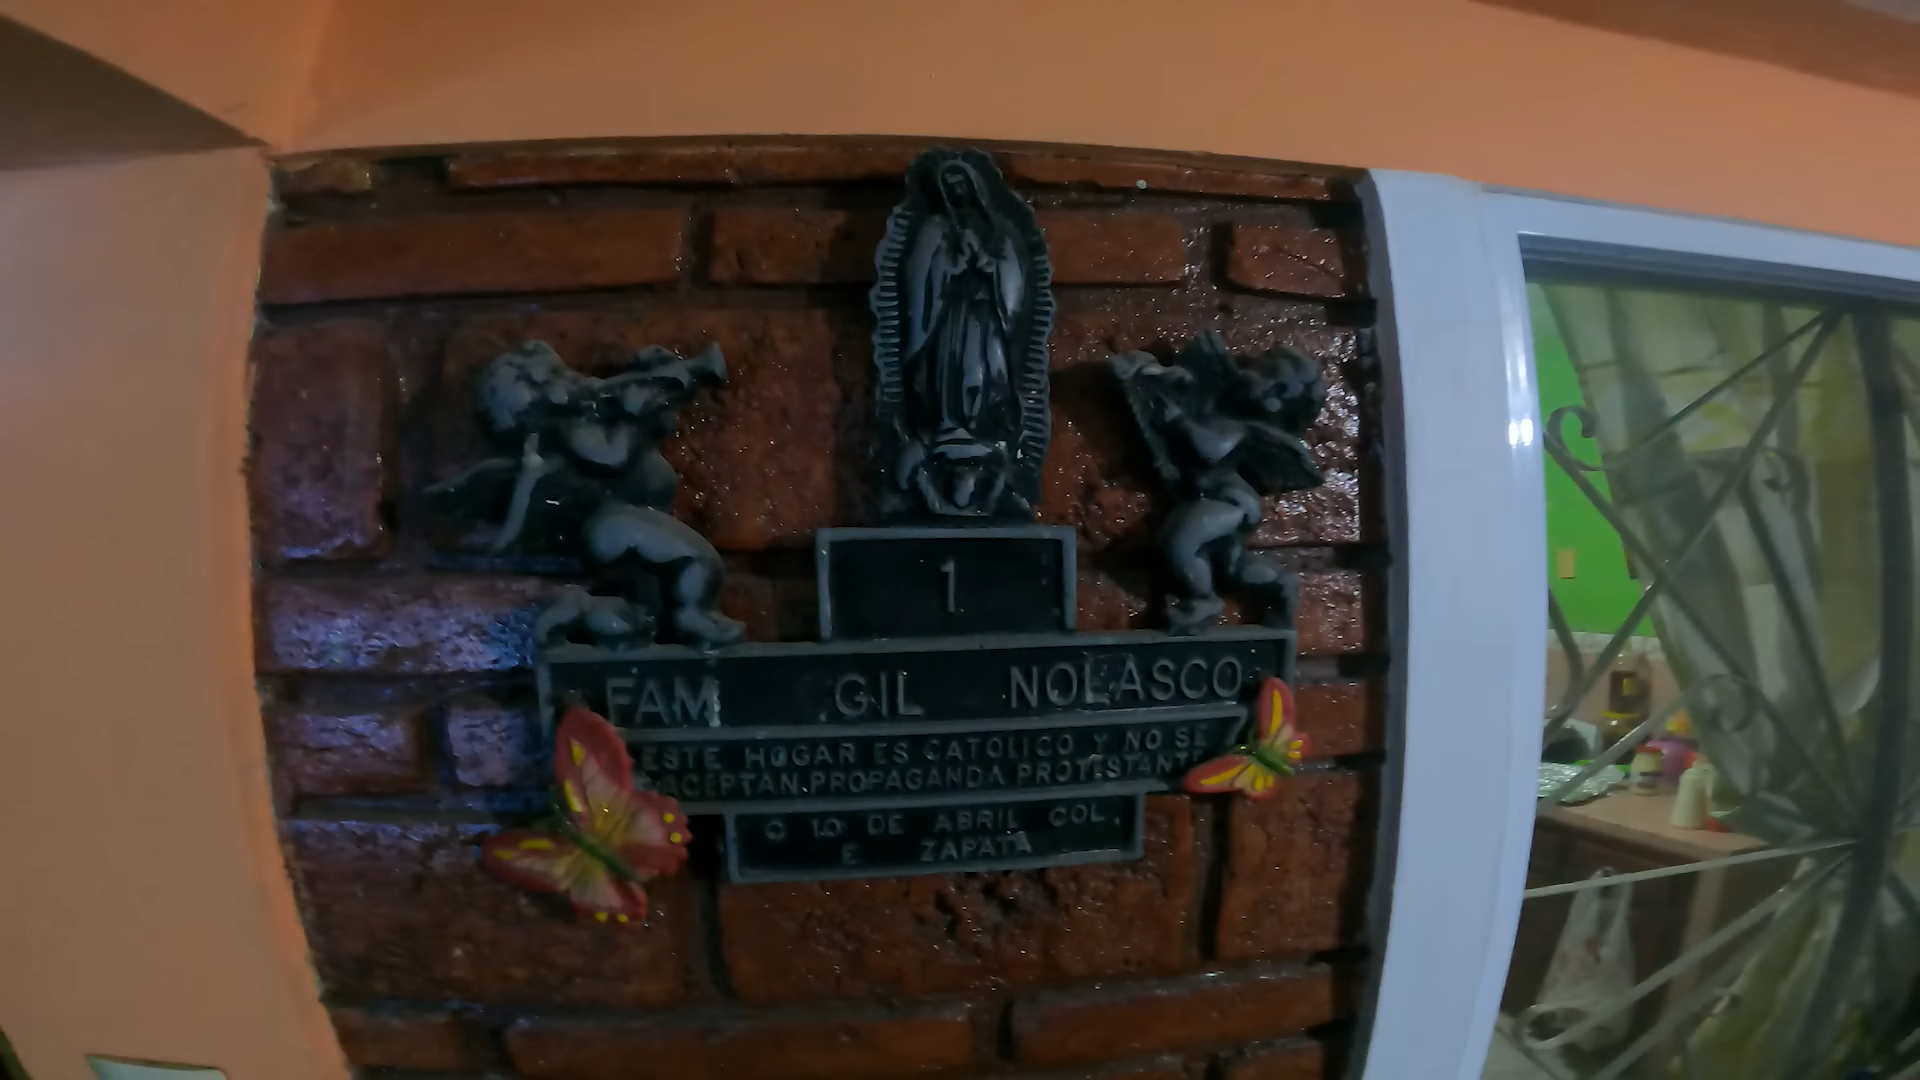 1
FAM GIL NOLASCO
ESTE HOGAR ES CATOLICO Y NO SE
ACEPTAN PROPAGANDA PROTESTANTE
C 10 DE ABRIL COL.
E ZAPATA